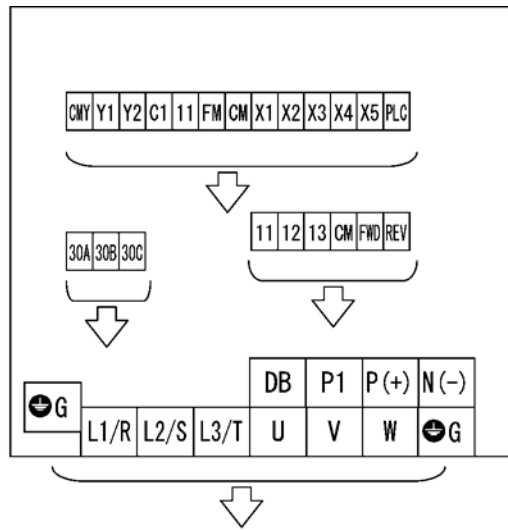 CMY Y1 Y2 C1 11 FM CM X1 X2 X3 X4 X5 PLC
11 12 13 CM FWD REV
30A 30B 30C
DB P1 P(+) N(-)
G
L1/R L2/S L3/T U V W G